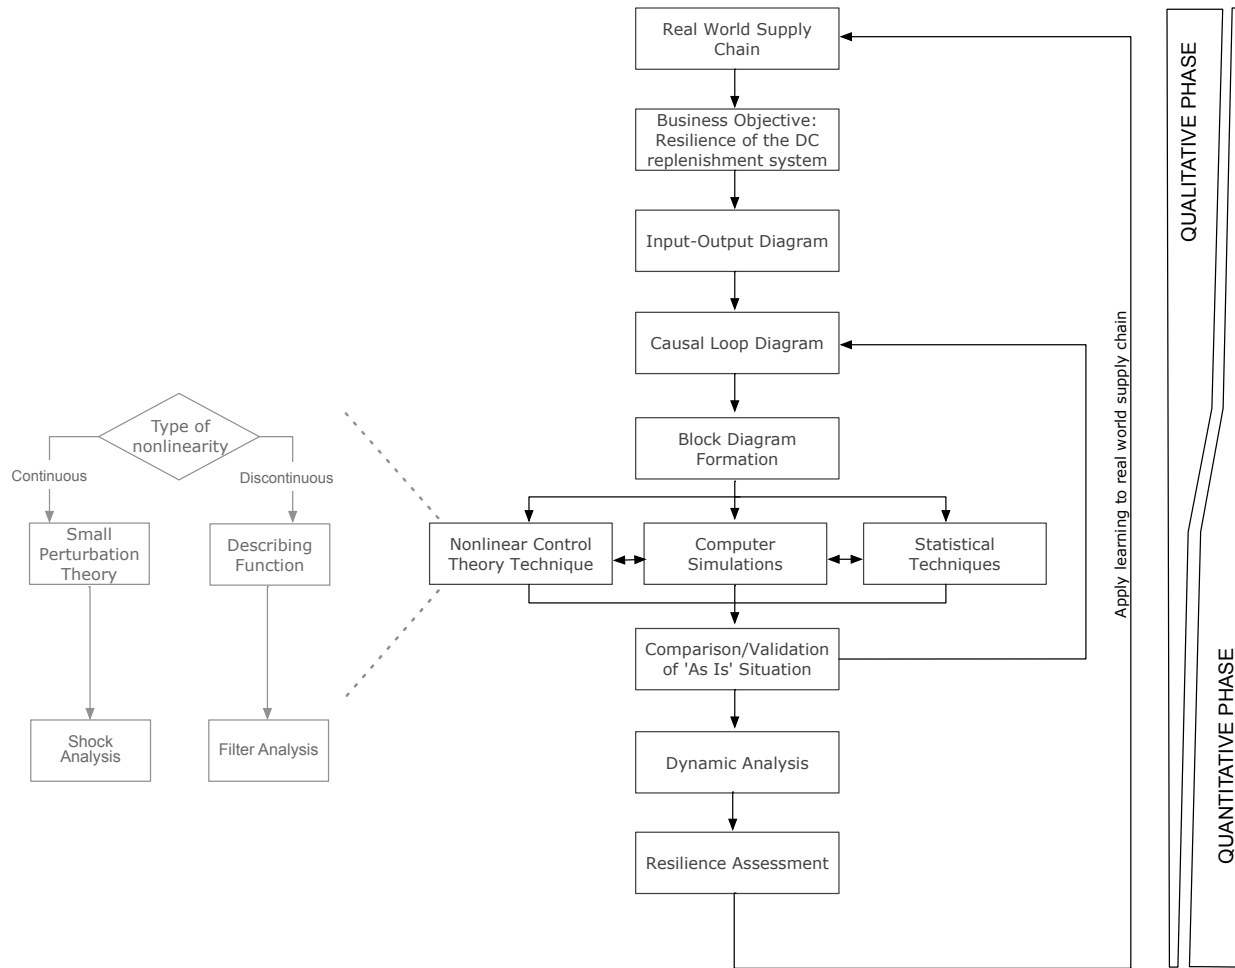 Real World Supply
Chain
Business Objective:
Resilience of the DC
replenishment system
Input-Output Diagram
Causal Loop Diagram
Block Diagram
Formation
Nonlinear Control
Theory Technique
Computer
Simulations
Statistical
Techniques
Comparison/Validation
of 'As Is' Situation
Dynamic Analysis
Resilience Assessment
Type of
nonlinearity
Continuous
Discontinuous
Small
Perturbation
Theory
Describing
Function
Shock
Analysis
Filter Analysis
Apply learning to real world supply chain
QUALITATIVE PHASE
QUANTITATIVE PHASE